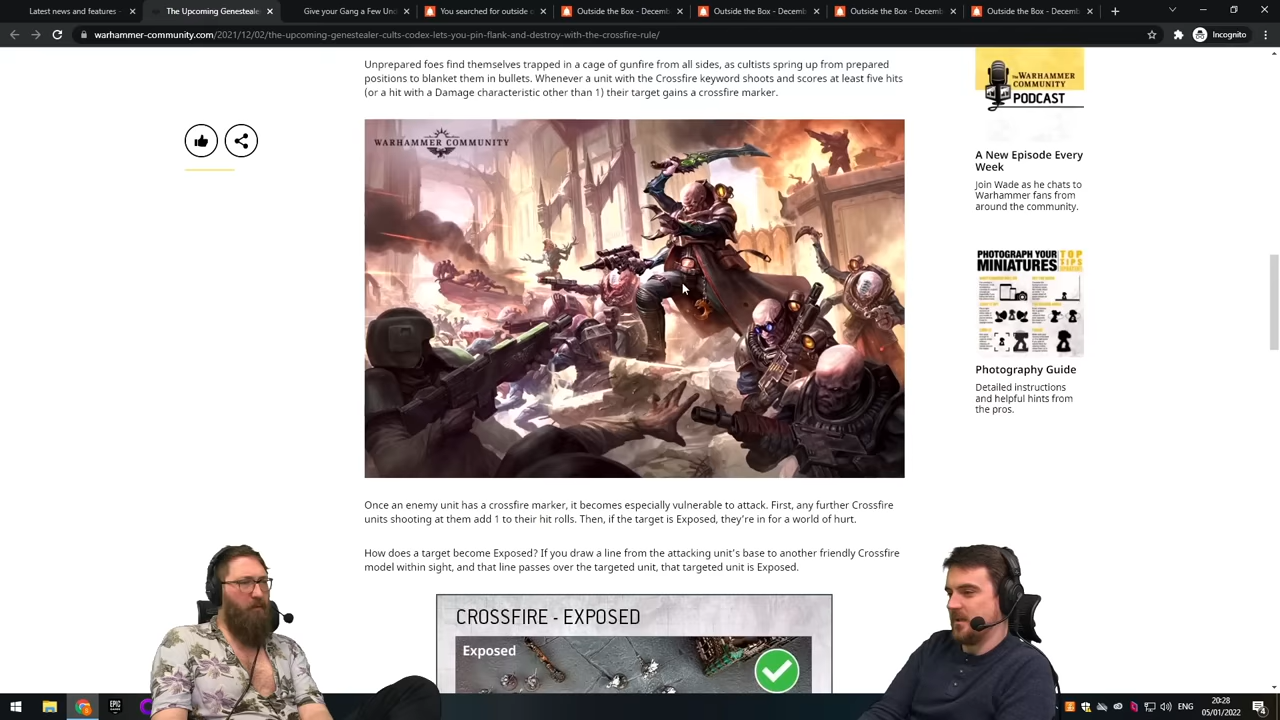 Latest news and features -
The Upcoming Genesteale
Give your Gang a Few Und
You searched for outside
Outside the Box – Decemb
Outside the Box – Decemb
Outside the Box – Decemb
Outside the Box – Decemb
warhammer-community.com/2021/12/02/the-upcoming-genestealer-cults-codex-lets-you-pin-flank-and-destroy-with-the-crossfire-rule/
Incognito
Unprepared foes find themselves trapped in a cage of gunfire from all sides, as cultists spring up from prepared
positions to blanket them in bullets. Whenever a unit with the Crossfire keyword shoots and scores at least five hits
(or a hit with a Damage characteristic other than 1) their target gains a crossfire marker.
WARHAMMER COMMUNITY
Once an enemy unit has a crossfire marker, it becomes especially vulnerable to attack. First, any further Crossfire
units shooting at them add 1 to their hit rolls. Then, if the target is Exposed, they're in for a world of hurt.
How does a target become Exposed? If you draw a line from the attacking unit's base to another friendly Crossfire
model within sight, and that line passes over the targeted unit, that targeted unit is Exposed.
CROSSFIRE - EXPOSED
Exposed
THE WARHAMMER
COMMUNITY
PODCAST
A New Episode Every
Week
Join Wade as he chats to
Warhammer fans from
around the community.
PHOTOGRAPH YOUR
MINIATURES
TOP
TIPS
Photography Guide
Detailed instructions
and helpful hints from
the pros.
EPIC
ENG
20:28
05/01/2022